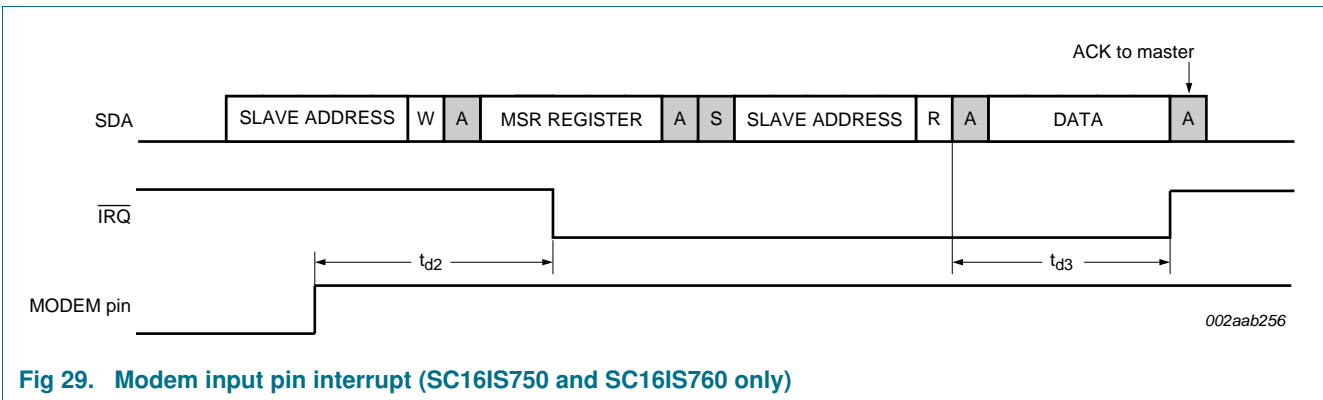 ACK to master
SDA SLAVE ADDRESS W A MSR REGISTER A S SLAVE ADDRESS R A DATA A
IRQ
td2 td3
MODEM pin
002aab256
Fig 29. Modem input pin interrupt (SC16IS750 and SC16IS760 only)